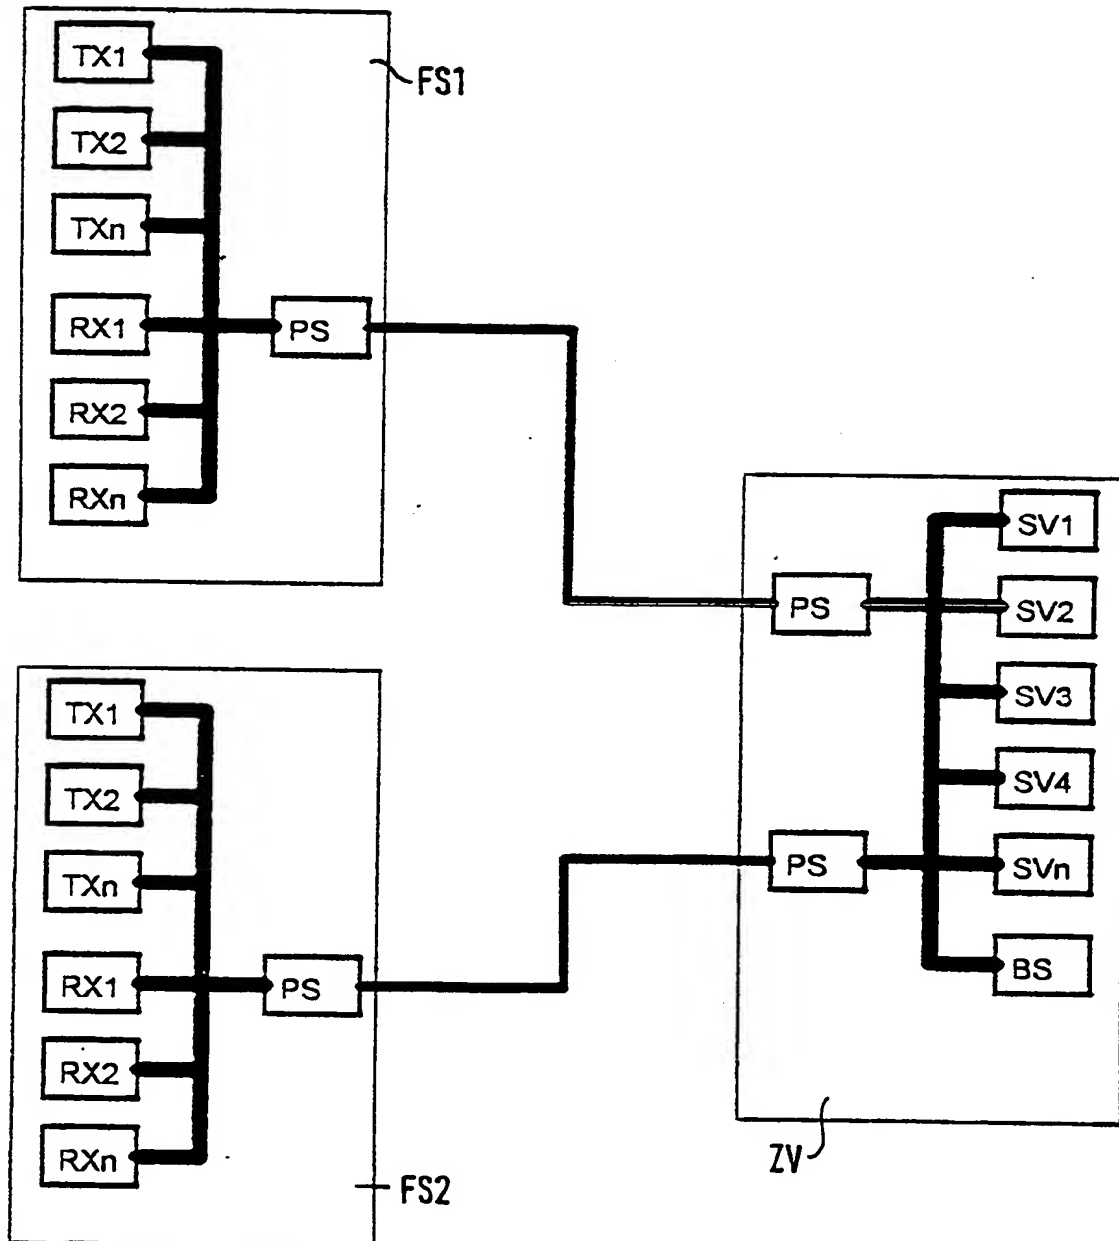 TX1
TX2
TXn
RX1
RX2
RXn
PS
FS1
TX1
TX2
TXn
RX1
RX2
RXn
PS
FS2
PS
PS
SV1
SV2
SV3
SV4
SVn
BS
ZV